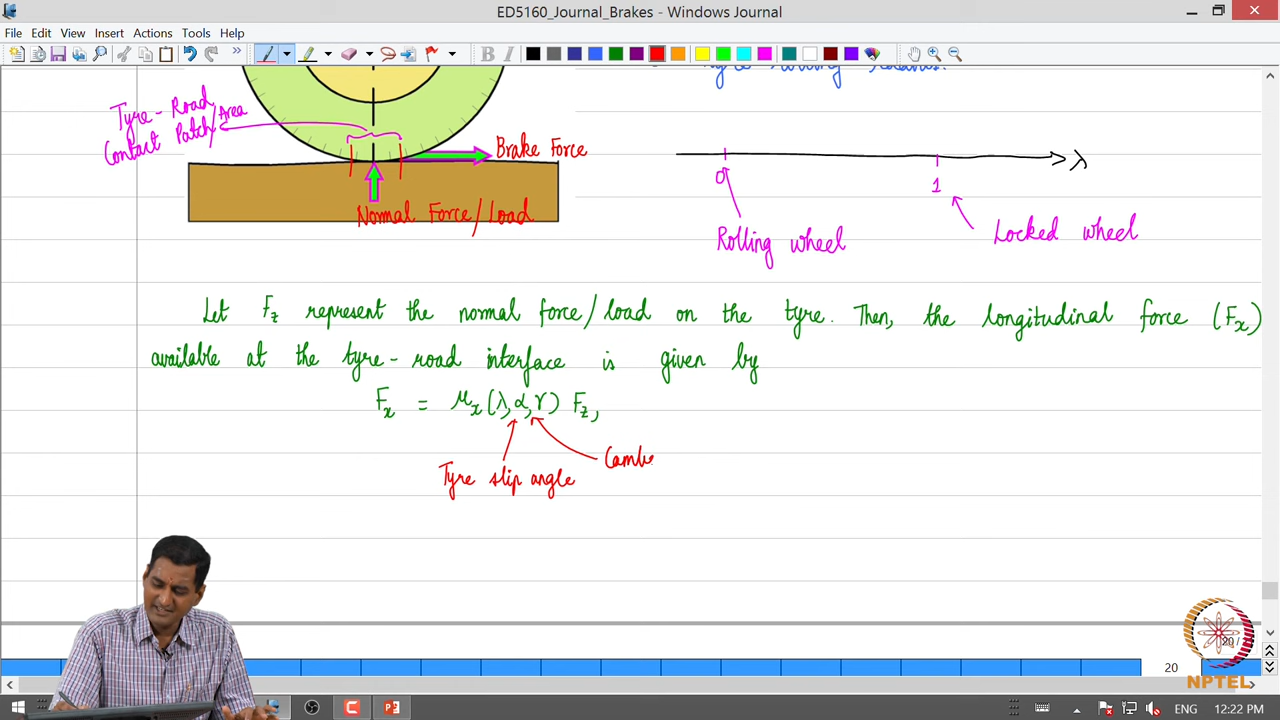 ED5160_Journal_Brakes - Windows Journal
File Edit View Insert Actions Tools Help
Tyre-Road
Contact Patch/Area
Brake Force
Normal Force/Load
λ
0
1
Rolling wheel
Locked wheel
Let Fz represent the normal force/load on the tyre. Then, the longitudinal force (Fx)
available at the tyre-road interface is given by
Fx = μx(λ,α,γ) Fz,
Tyre slip angle
Cambe
20
NPTEL
ENG 12:22 PM